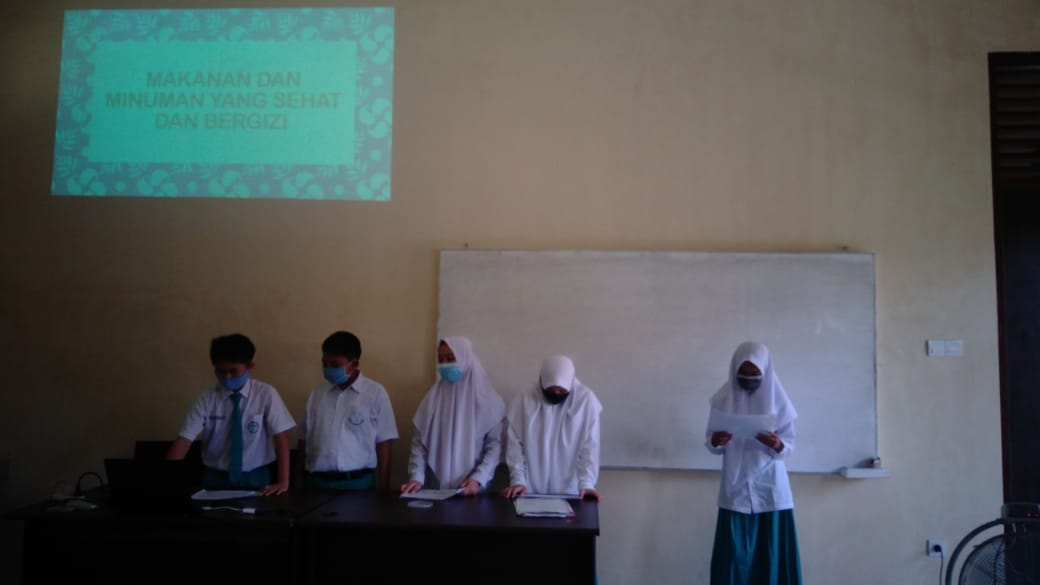 MAKANAN DAN
MINUMAN YANG SEHAT
DAN BERGIZI